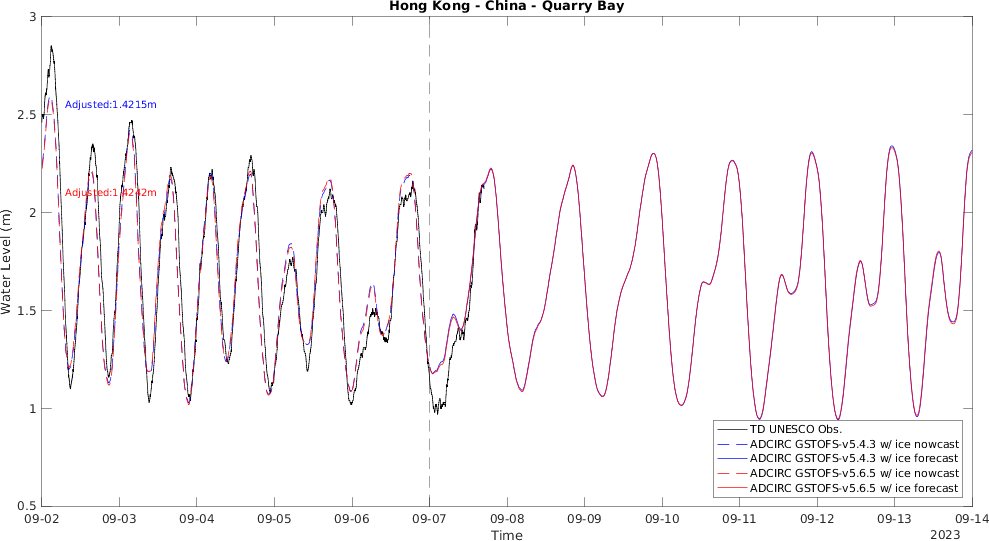 Hong Kong - China - Quarry Bay
3
2.5
2
1.5
1
0.5
Water Level (m)
Adjusted:1.4215m
Adjusted:1.4242m
TD UNESCO Obs.
ADCIRC GSTOFS-v5.4.3 w/ ice nowcast
ADCIRC GSTOFS-v5.4.3 w/ ice forecast
ADCIRC GSTOFS-v5.6.5 w/ ice nowcast
ADCIRC GSTOFS-v5.6.5 w/ ice forecast
09-02 09-03 09-04 09-05 09-06 09-07 09-08 09-09 09-10 09-11 09-12 09-13 09-14
Time
2023